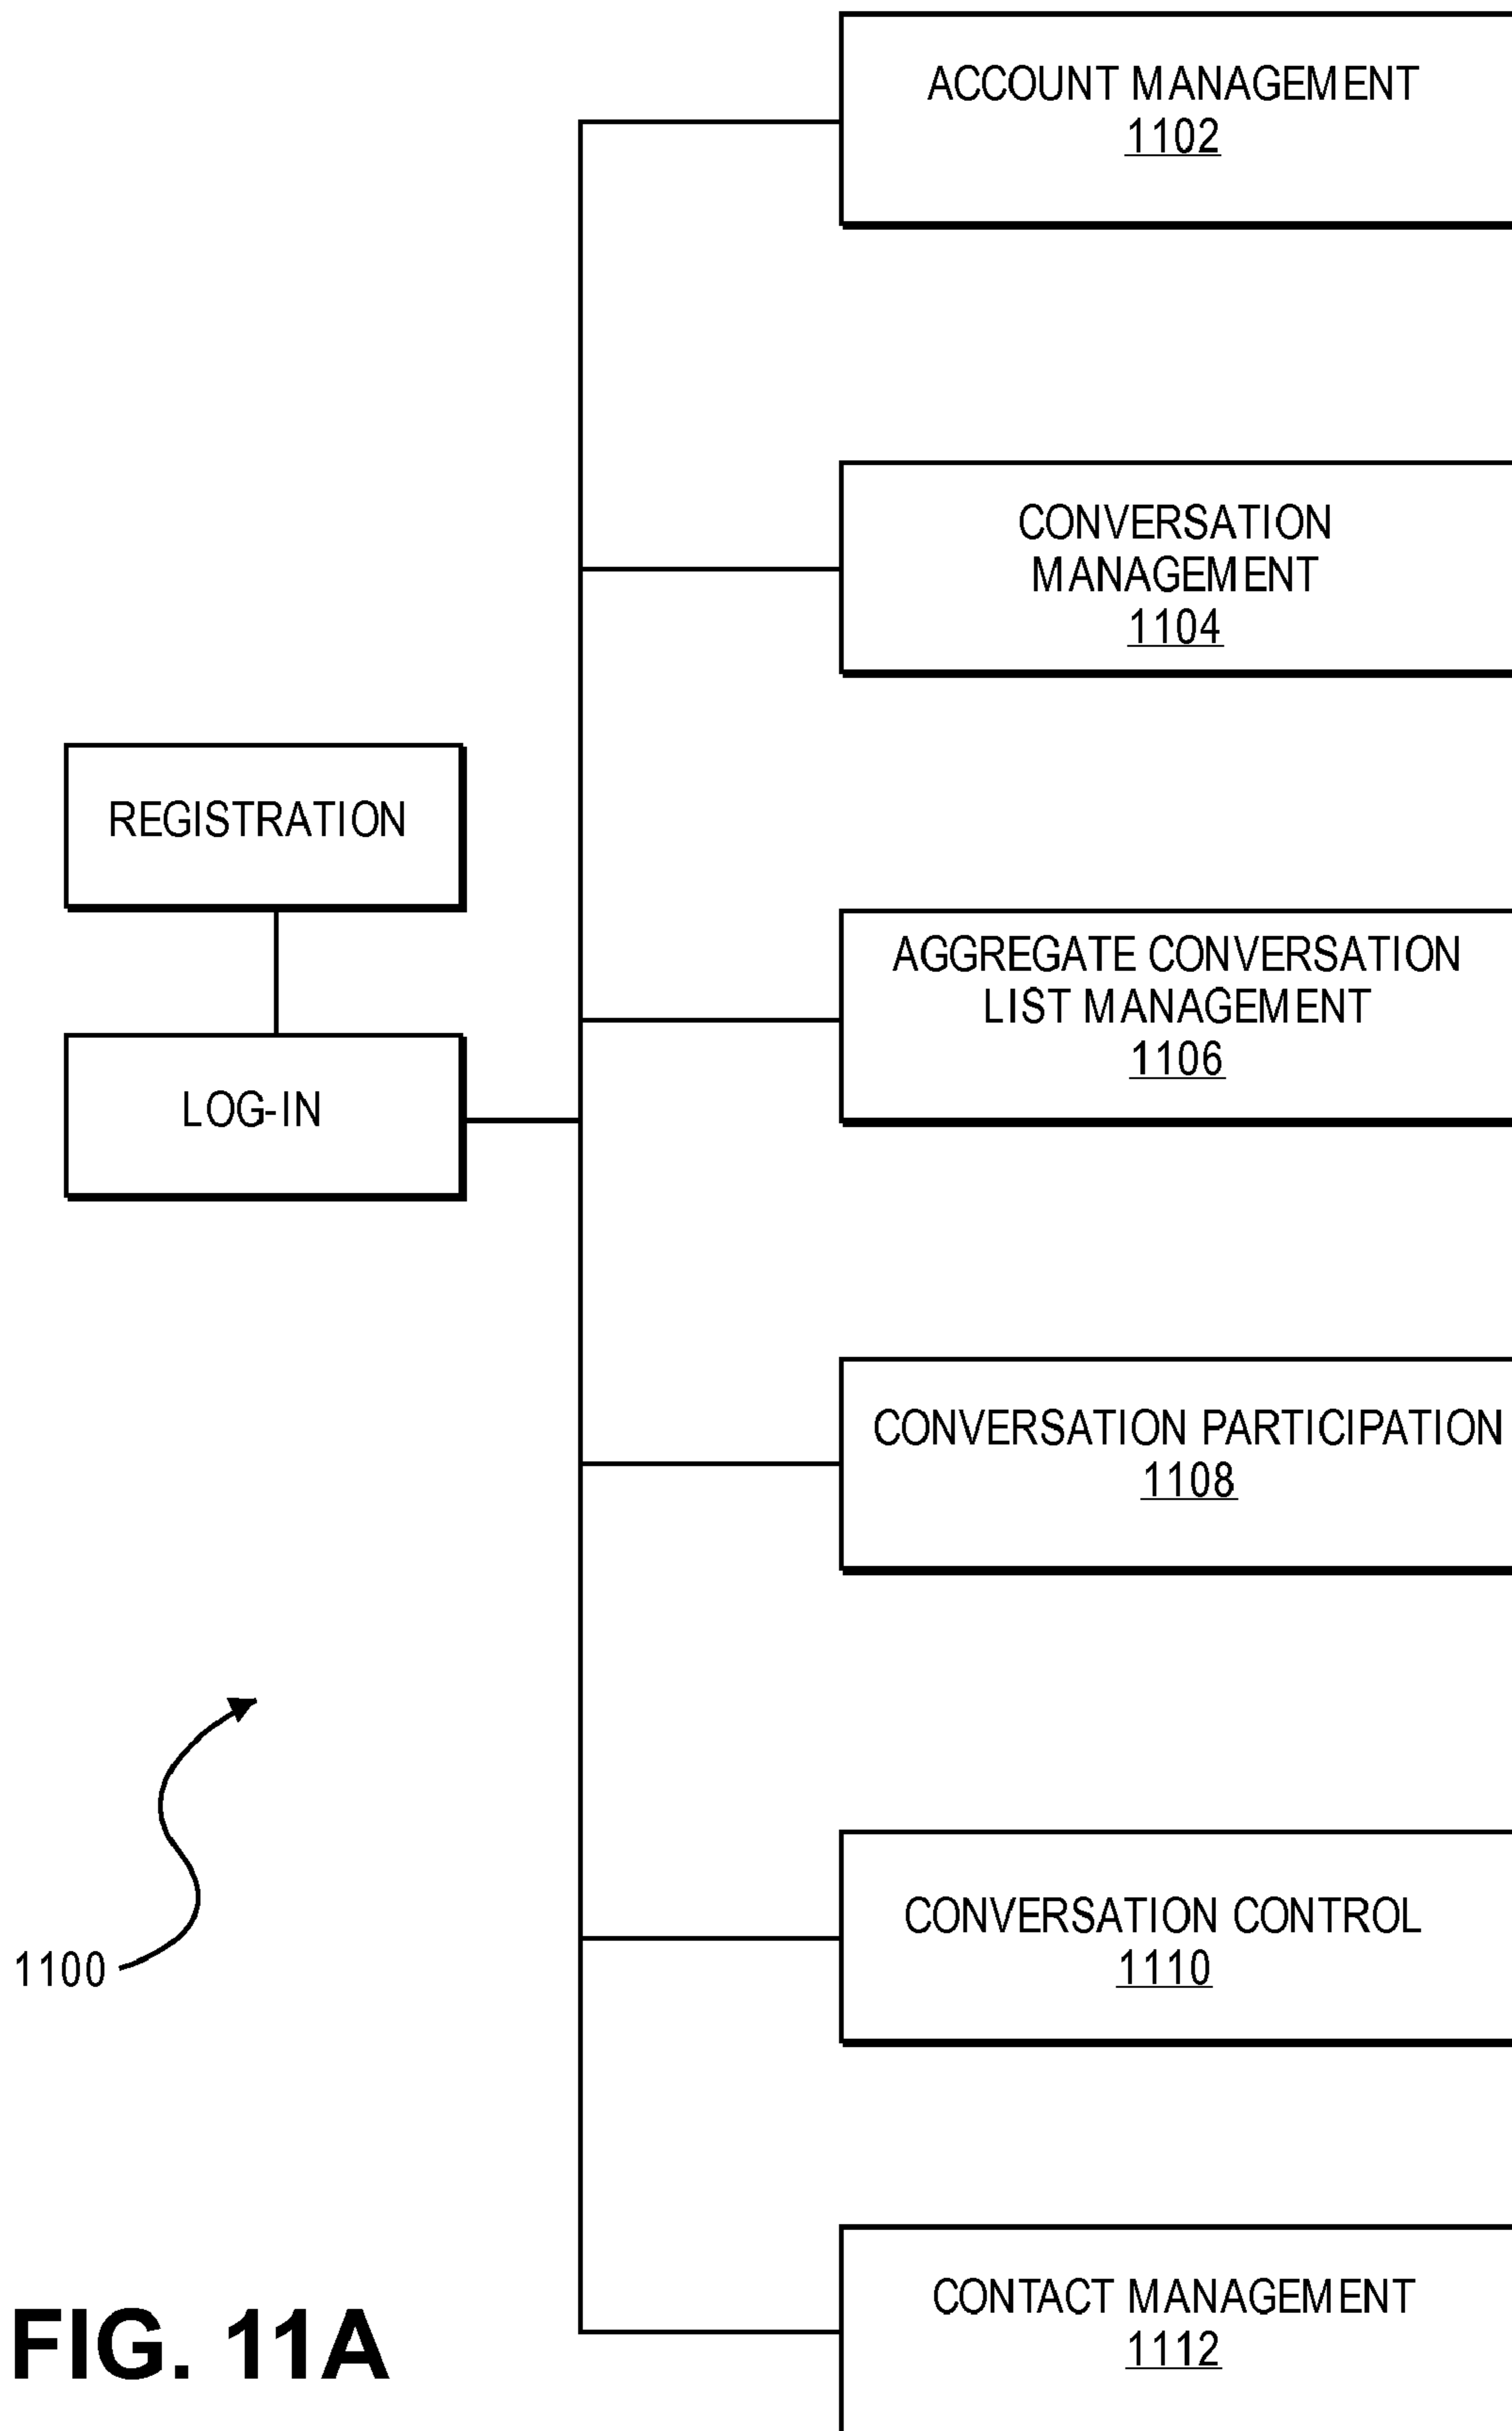 ACCOUNT MANAGEMENT
1102
CONVERSATION
MANAGEMENT
1104
REGISTRATION
LOG-IN
AGGREGATE CONVERSATION
LIST MANAGEMENT
1106
CONVERSATION PARTICIPATION
1108
CONVERSATION CONTROL
1110
1100
CONTACT MANAGEMENT
1112
FIG. 11A